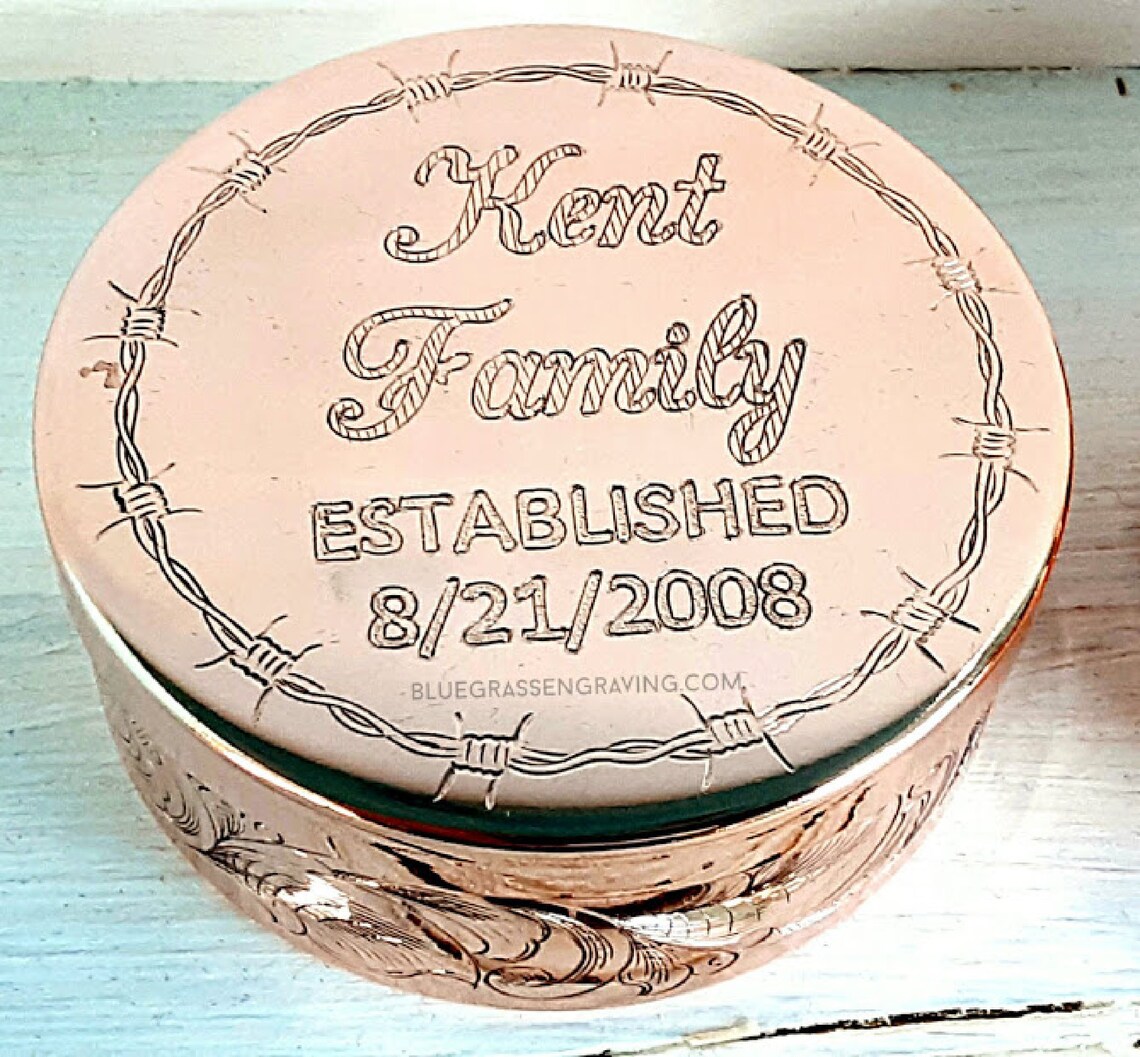 Kent
Family
ESTABLISHED
8/21/2008
BLUEGRASSENGRAVING.COM